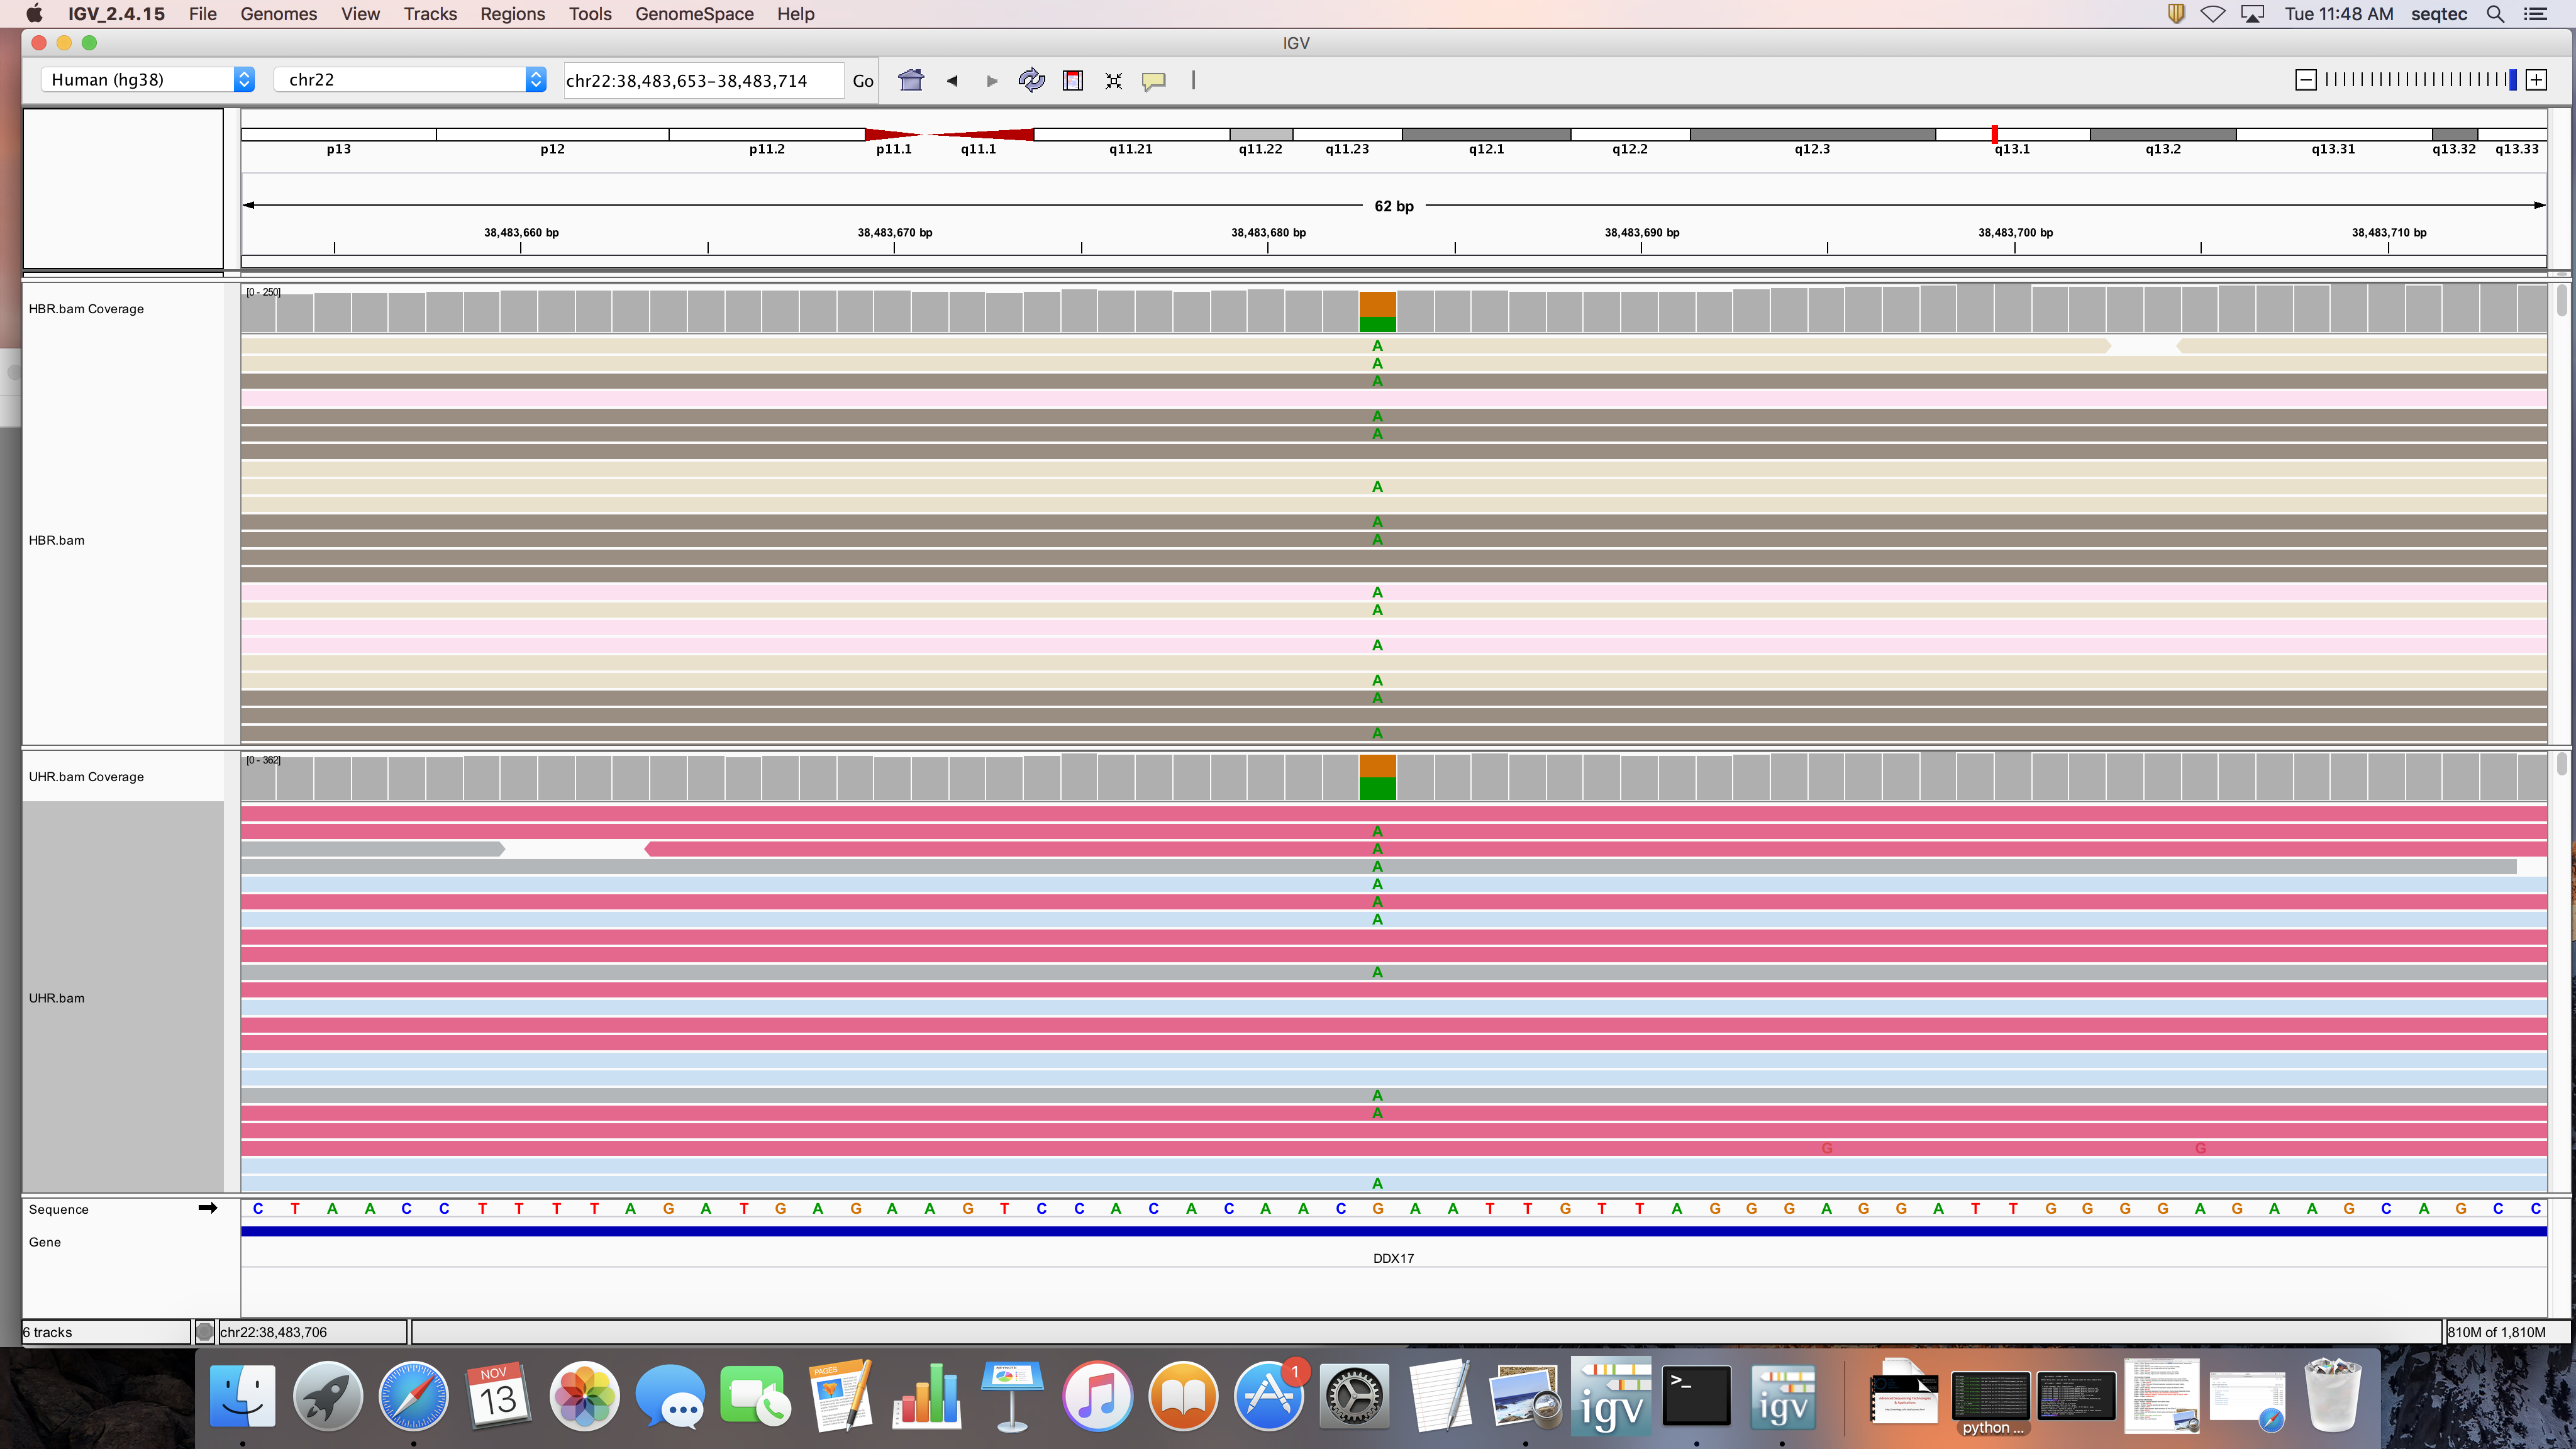 IGV_2.4.15 File Genomes View Tracks Regions Tools GenomeSpace Help Tue 11:48 AM seqtec
IGV
Human (hg38) chr22 chr22:38,483,653-38,483,714 Go
p13 p12 p11.2 p11.1 q11.1 q11.21 q11.22 q11.23 q12.1 q12.2 q12.3 q13.1 q13.2 q13.31 q13.32 q13.33
62 bp
38,483,660 bp 38,483,670 bp 38,483,680 bp 38,483,690 bp 38,483,700 bp 38,483,710 bp
[0 - 250]
HBR.bam Coverage
A
A
A
A
A
A
A
HBR.bam A
A
A
A
A
A
A
[0 - 362]
UHR.bam Coverage
A
A
A
A
A
A
A
UHR.bam
A
A
G G
A
Sequence C T A A C C T T T T A G A T G A G A A G T C C A C A C A A C G A A T T G T T A G G G A G G A T T G G G G A G A A G C A G C C
Gene
DDX17
6 tracks chr22:38,483,706 810M of 1,810M
NOV
13
PAGES
1
igv
>_
igv
python ...